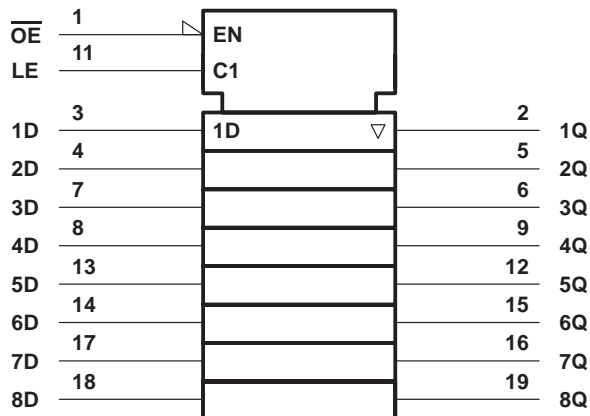 1
OE EN
11
LE C1
3 2
1D 1D ▽ 1Q
4 5
2D 2Q
7 6
3D 3Q
8 9
4D 4Q
13 12
5D 5Q
14 15
6D 6Q
17 16
7D 7Q
18 19
8D 8Q